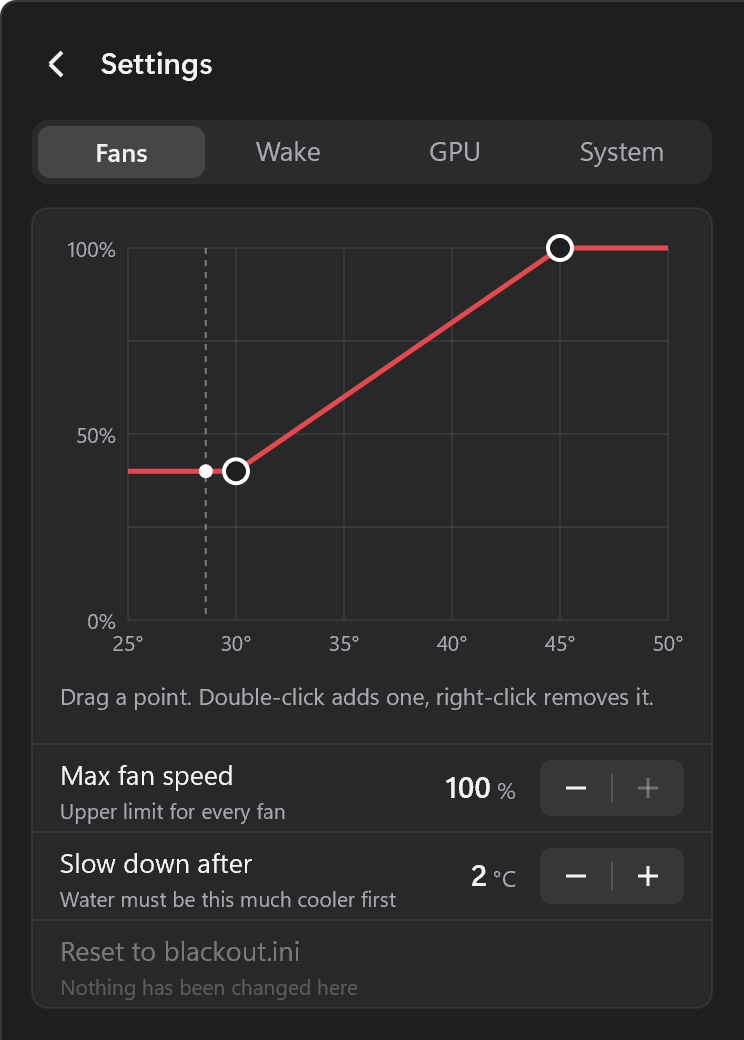 Settings
Fans Wake GPU System
100%
50%
0%
25° 30° 35° 40° 45° 50°
Drag a point. Double-click adds one, right-click removes it.
Max fan speed
100 %
Upper limit for every fan
Slow down after
2 °C
Water must be this much cooler first
Reset to blackout.ini
Nothing has been changed here